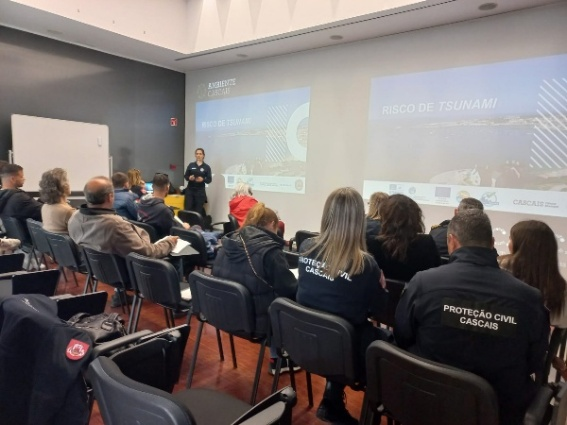 AMBIENTE
CASCAIS
RISCO DE TSUNAMI
RISCO DE TSUNAMI
CASCAIS
PROTEÇÃO CIVIL
CASCAIS
PROTEÇÃO CIVIL
CASCAIS